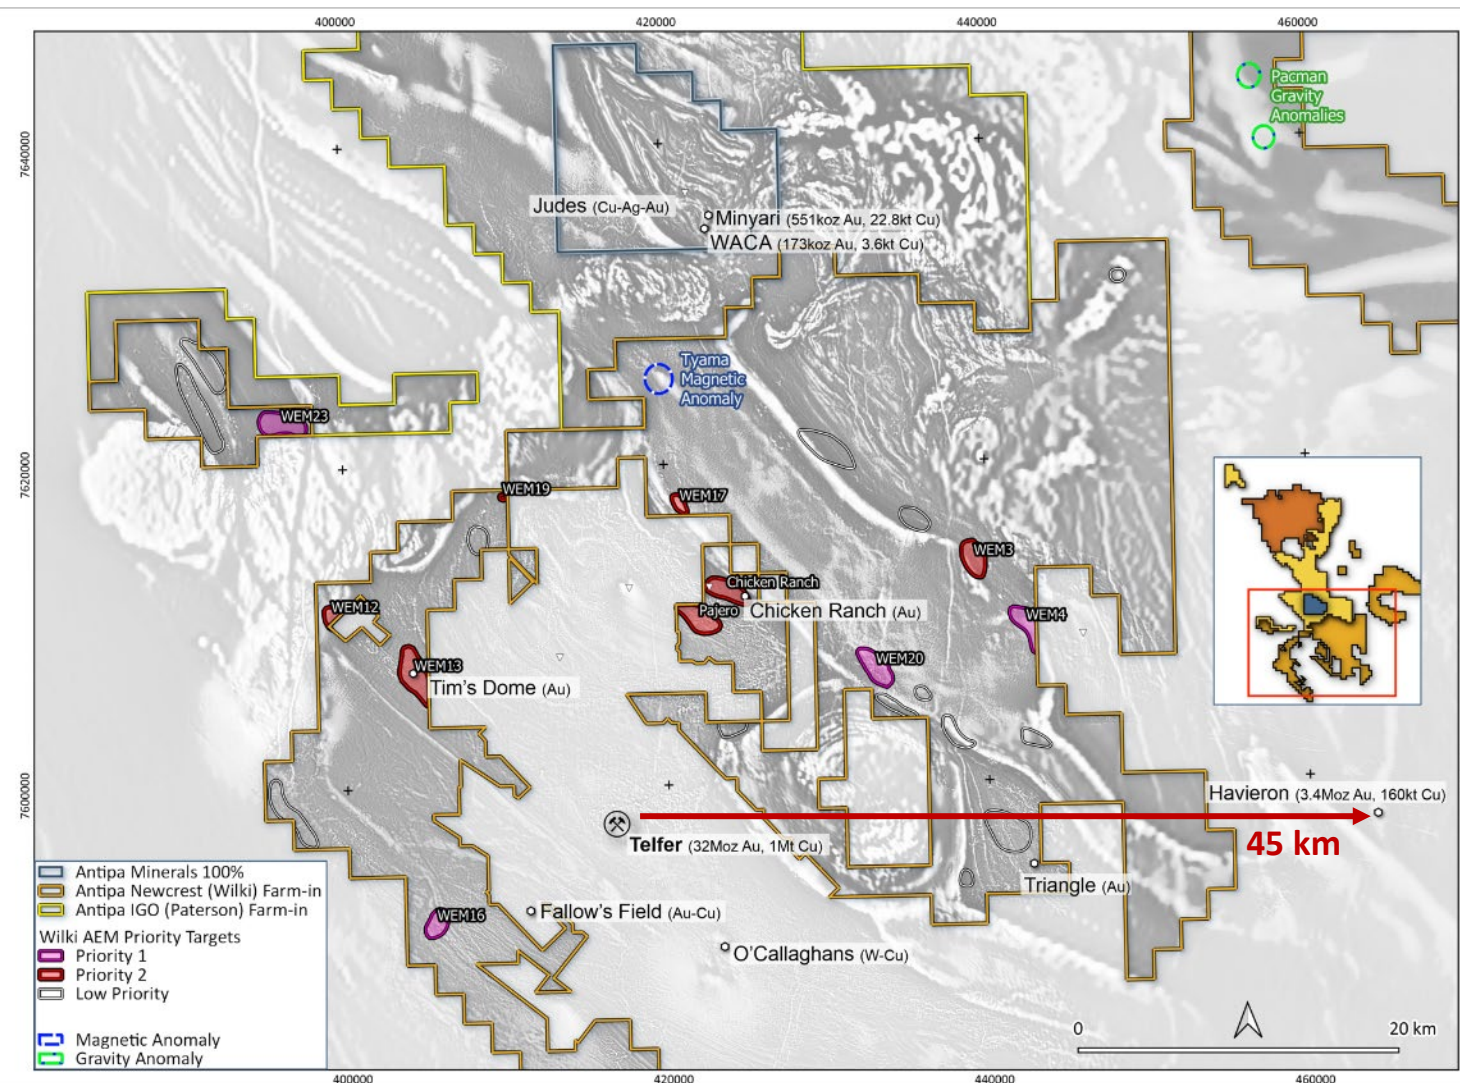 400000
420000
440000
460000
7640000
7620000
7600000
Pacman
Gravity
Anomalies
Judes (Cu-Ag-Au)
Minyari (551koz Au, 22.8kt Cu)
WACA (173koz Au, 3.6kt Cu)
Tyama
Magnetic
Anomaly
WEM23
WEM19
WEM17
WEM3
Chicken Ranch
Chicken Ranch (Au)
Pajero
WEM12
WEM4
WEM20
WEM13
Tim's Dome (Au)
Havieron (3.4Moz Au, 160kt Cu)
45 km
Telfer (32Moz Au, 1Mt Cu)
Triangle (Au)
WEM16
Fallow's Field (Au-Cu)
O'Callaghans (W-Cu)
Antipa Minerals 100%
Antipa Newcrest (Wilki) Farm-in
Antipa IGO (Paterson) Farm-in
Wilki AEM Priority Targets
Priority 1
Priority 2
Low Priority
Magnetic Anomaly
Gravity Anomaly
0
20 km
400000
420000
440000
460000